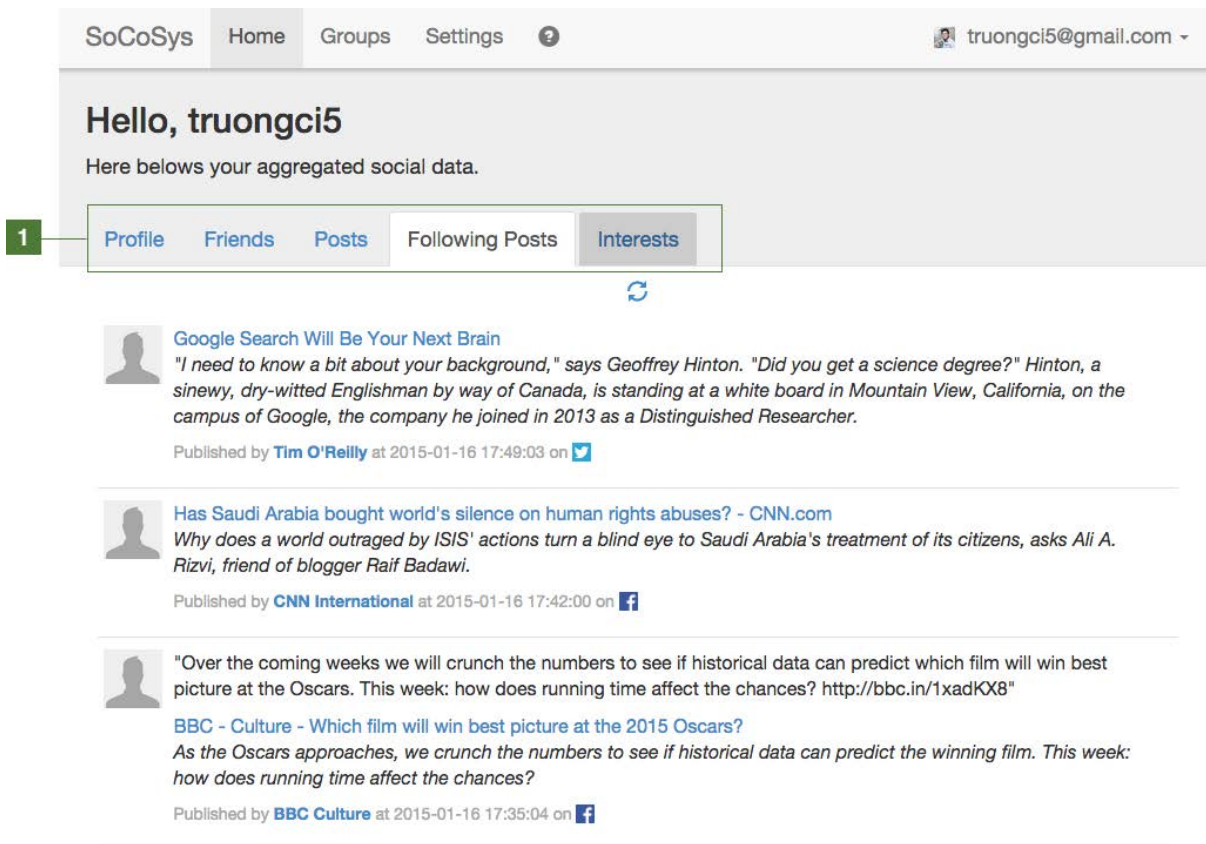 SoCoSys Home Groups Settings ? truongci5@gmail.com
Hello, truongci5
Here belows your aggregated social data.
1 Profile Friends Posts Following Posts Interests
Google Search Will Be Your Next Brain
"I need to know a bit about your background," says Geoffrey Hinton. "Did you get a science degree?" Hinton, a
sinewy, dry-witted Englishman by way of Canada, is standing at a white board in Mountain View, California, on the
campus of Google, the company he joined in 2013 as a Distinguished Researcher.
Published by Tim O'Reilly at 2015-01-16 17:49:03 on
Has Saudi Arabia bought world's silence on human rights abuses? - CNN.com
Why does a world outraged by ISIS' actions turn a blind eye to Saudi Arabia's treatment of its citizens, asks Ali A.
Rizvi, friend of blogger Raif Badawi.
Published by CNN International at 2015-01-16 17:42:00 on
"Over the coming weeks we will crunch the numbers to see if historical data can predict which film will win best
picture at the Oscars. This week: how does running time affect the chances? http://bbc.in/1xadKX8"
BBC - Culture - Which film will win best picture at the 2015 Oscars?
As the Oscars approaches, we crunch the numbers to see if historical data can predict the winning film. This week:
how does running time affect the chances?
Published by BBC Culture at 2015-01-16 17:35:04 on